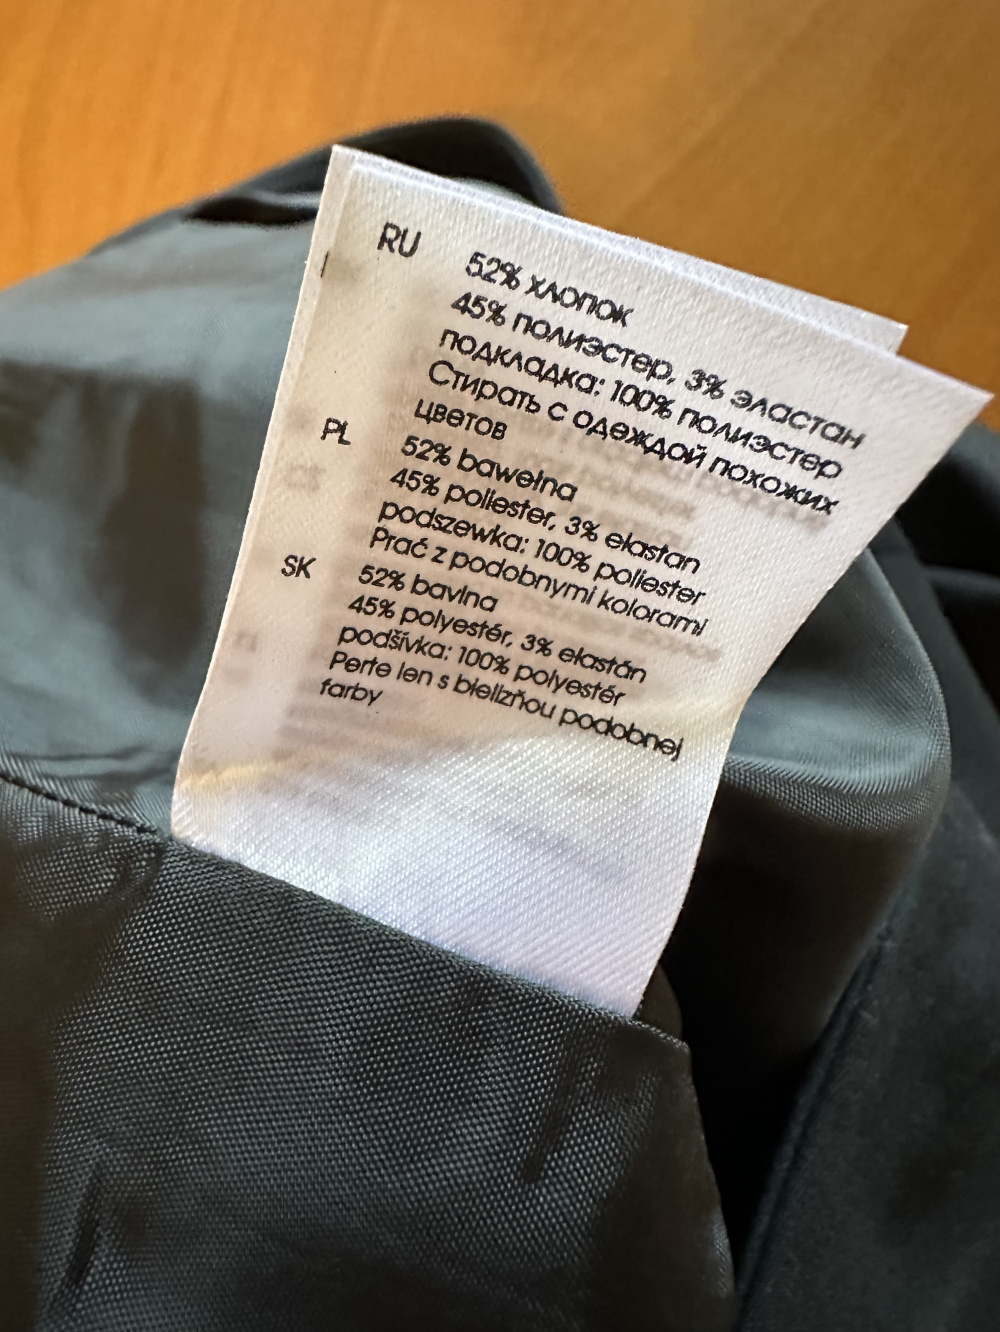 RU 52% хлопок
45% полиэстер, 3% эластан
подкладка: 100% полиэстер
Стирать с одеждой похожих
цветов
PL 52% bawełna
45% poliester, 3% elastan
podszewka: 100% poliester
Prać z podobnymi kolorami
SK 52% bavlna
45% polyestér, 3% elastán
podšívka: 100% polyestér
Perte len s bielizňou podobnej
farby